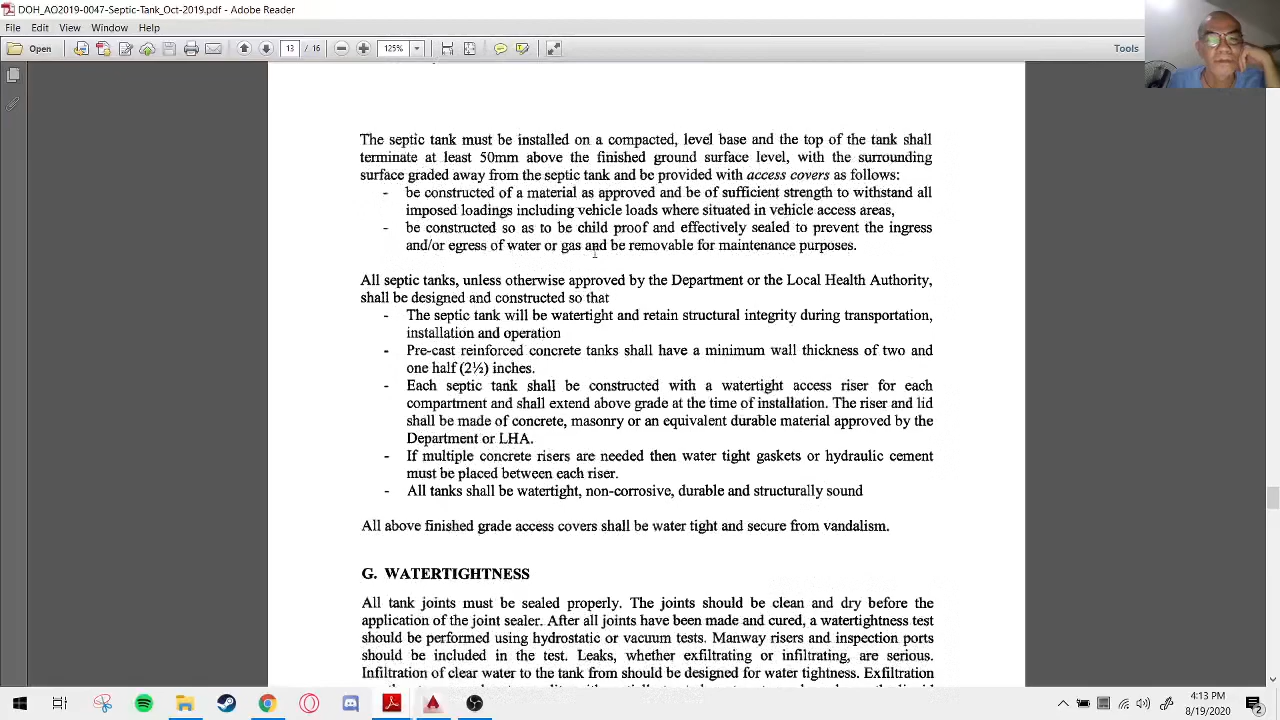 DOH_AO2019-0047-Septic-Tank_Oct-2019.pdf - Adobe Reader
File Edit View Window Help
Open 13 / 16 125% Tools
The septic tank must be installed on a compacted, level base and the top of the tank shall
terminate at least 50mm above the finished ground surface level, with the surrounding
surface graded away from the septic tank and be provided with access covers as follows:
- be constructed of a material as approved and be of sufficient strength to withstand all
imposed loadings including vehicle loads where situated in vehicle access areas,
- be constructed so as to be child proof and effectively sealed to prevent the ingress
and/or egress of water or gas and be removable for maintenance purposes.
All septic tanks, unless otherwise approved by the Department or the Local Health Authority,
shall be designed and constructed so that
- The septic tank will be watertight and retain structural integrity during transportation,
installation and operation
- Pre-cast reinforced concrete tanks shall have a minimum wall thickness of two and
one half (2½) inches.
- Each septic tank shall be constructed with a watertight access riser for each
compartment and shall extend above grade at the time of installation. The riser and lid
shall be made of concrete, masonry or an equivalent durable material approved by the
Department or LHA.
- If multiple concrete risers are needed then water tight gaskets or hydraulic cement
must be placed between each riser.
- All tanks shall be watertight, non-corrosive, durable and structurally sound
All above finished grade access covers shall be water tight and secure from vandalism.
G. WATERTIGHTNESS
All tank joints must be sealed properly. The joints should be clean and dry before the
application of the joint sealer. After all joints have been made and cured, a watertightness test
should be performed using hydrostatic or vacuum tests. Manway risers and inspection ports
should be included in the test. Leaks, whether exfiltrating or infiltrating, are serious.
Infiltration of clear water to the tank from should be designed for water tightness. Exfiltration
4:13 PM
8/19/2020
2